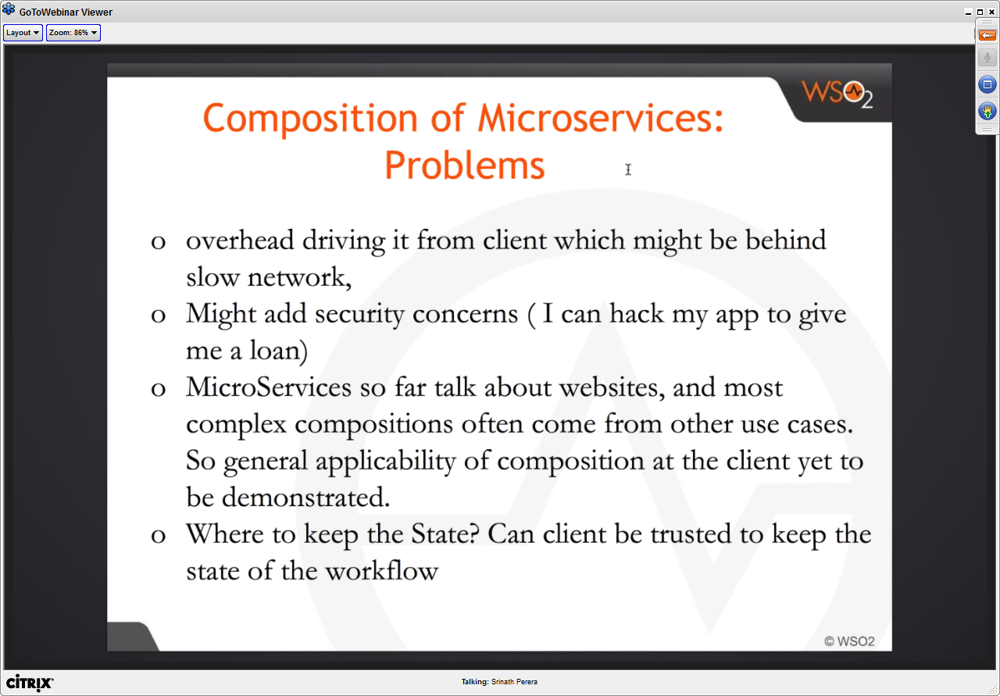 GoToWebinar Viewer
Layout
Zoom: 86%
WSO2
Composition of Microservices:
Problems
o overhead driving it from client which might be behind
slow network,
o Might add security concerns ( I can hack my app to give
me a loan)
o MicroServices so far talk about websites, and most
complex compositions often come from other use cases.
So general applicability of composition at the client yet to
be demonstrated.
o Where to keep the State? Can client be trusted to keep the
state of the workflow
© WSO2
CİTRIX®
Talking: Srinath Perera